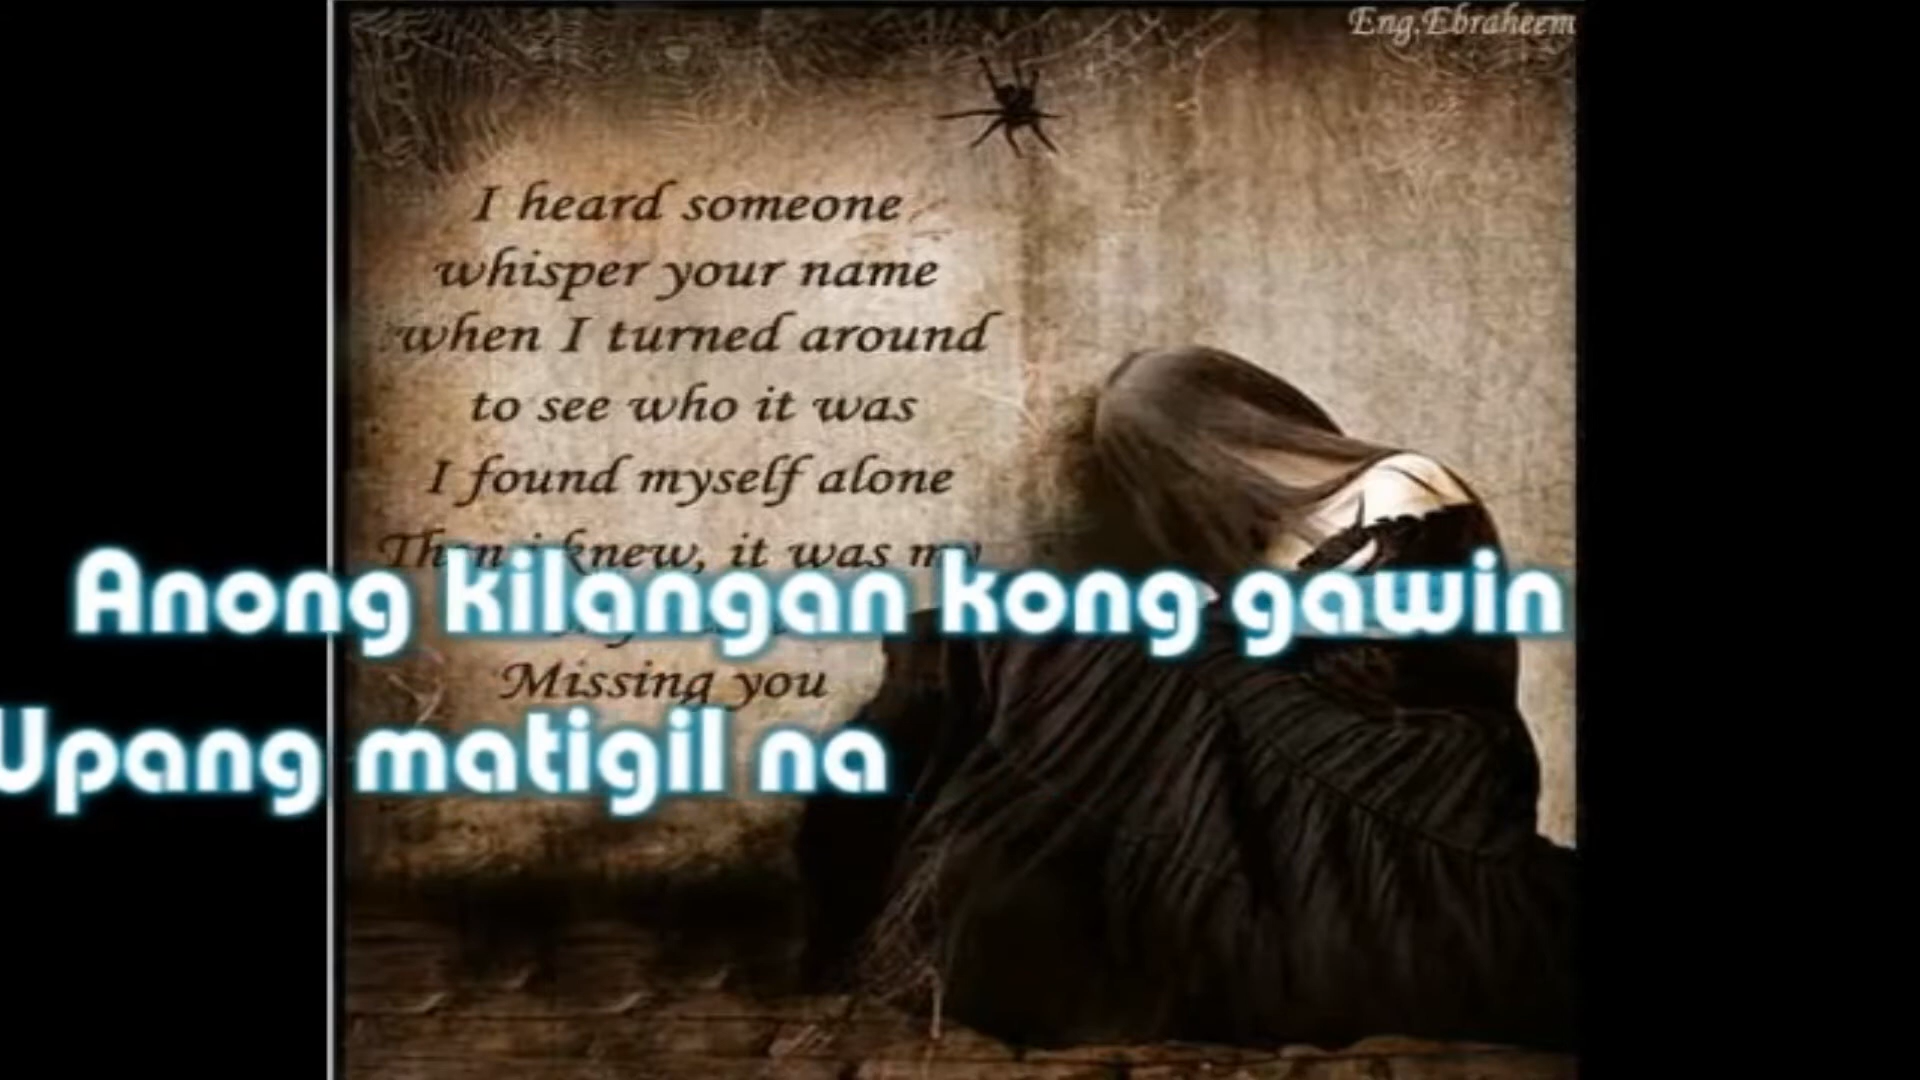 Eng.Ebraheem
I heard someone
whisper your name
when I turned around
to see who it was
I found myself alone
Then i knew, it was my
Anong kilangan kong gawin
Missing you
Upang matigil na